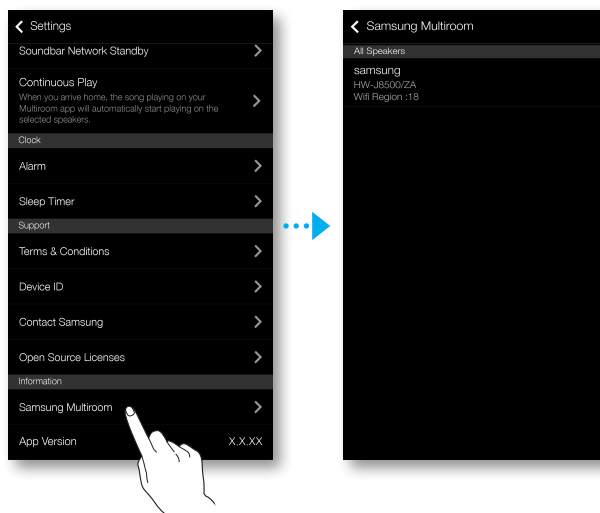 Settings
Soundbar Network Standby
Continuous Play
When you arrive home, the song playing on your
Multiroom app will automatically start playing on the
selected speakers.
Clock
Alarm
Sleep Timer
Support
Terms & Conditions
Device ID
Contact Samsung
Open Source Licenses
Information
Samsung Multiroom
App Version X.X.XX
Samsung Multiroom
All Speakers
samsung
HW-J8500/ZA
Wifi Region :18